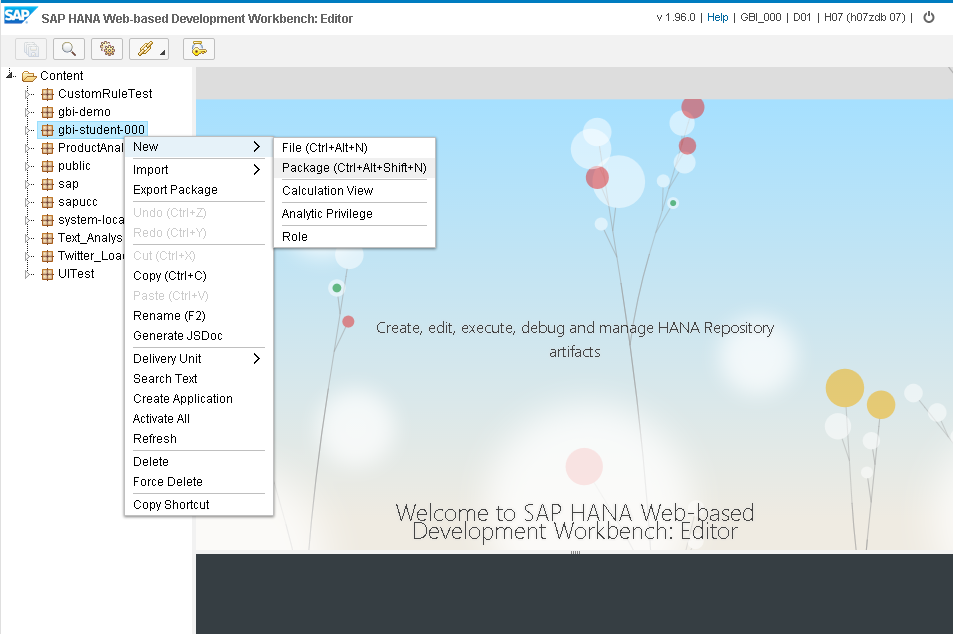 SAP SAP HANA Web-based Development Workbench: Editor
v 1.96.0 | Help | GBI_000 | D01 | H07 (h07zdb 07) |
Content
CustomRuleTest
gbi-demo
gbi-student-000
ProductAnal
public
sap
sapucc
system-loca
Text_Analys
Twitter_Load
UITest
New
Import
Export Package
Undo (Ctrl+Z)
Redo (Ctrl+Y)
Cut (Ctrl+X)
Copy (Ctrl+C)
Paste (Ctrl+V)
Rename (F2)
Generate JSDoc
Delivery Unit
Search Text
Create Application
Activate All
Refresh
Delete
Force Delete
Copy Shortcut
File (Ctrl+Alt+N)
Package (Ctrl+Alt+Shift+N)
Calculation View
Analytic Privilege
Role
Create, edit, execute, debug and manage HANA Repository
artifacts
Welcome to SAP HANA Web-based
Development Workbench: Editor